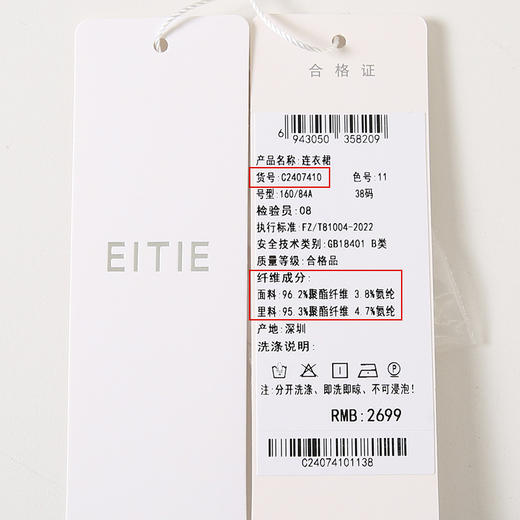 EITIE
合格证
6 943050 358209
产品名称:连衣裙
货号:C2407410 色号:11
号型:160/84A 38码
检验员:08
执行标准:FZ/T81004-2022
安全技术类别:GB18401 B类
质量等级:合格品
纤维成分:
面料:96.2%聚酯纤维 3.8%氨纶
里料:95.3%聚酯纤维 4.7%氨纶
产地:深圳
洗涤说明:
P
注:分开洗涤、即洗即晾、不可浸泡!
RMB:2699
C24074101138